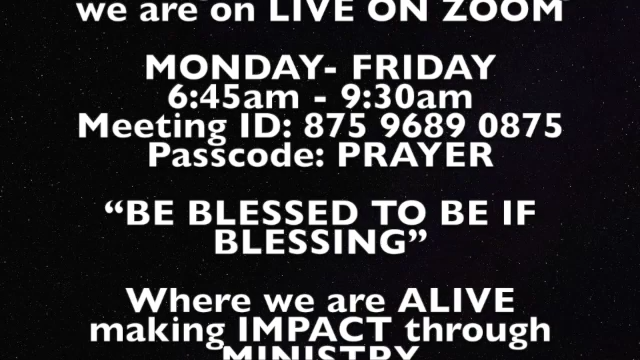 we are on LIVE ON ZOOM
MONDAY- FRIDAY
6:45am - 9:30am
Meeting ID: 875 9689 0875
Passcode: PRAYER
“BE BLESSED TO BE IF
BLESSING”
Where we are ALIVE
making IMPACT through
MINISTRY